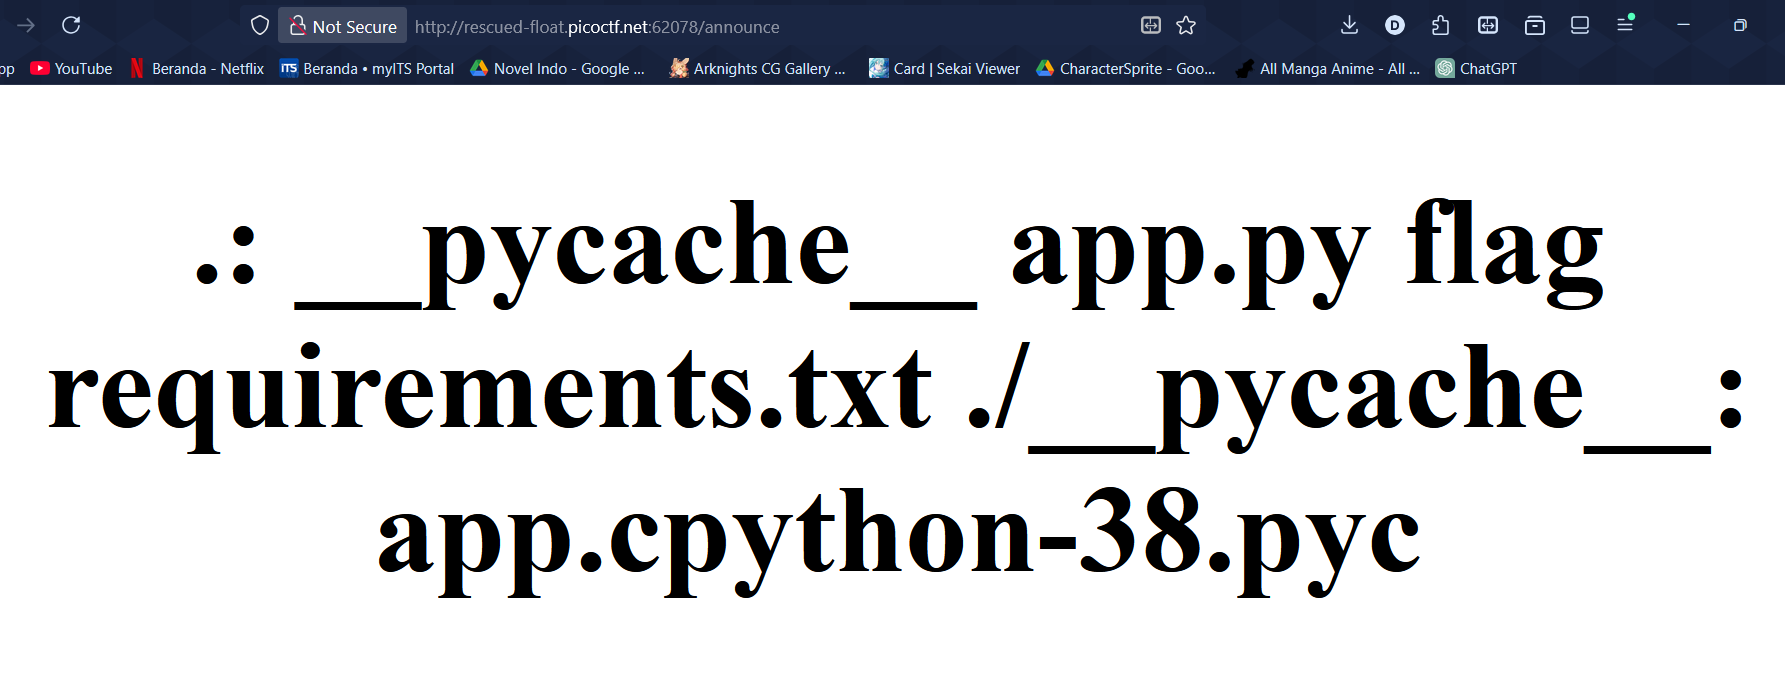 Not Secure http://rescued-float.picoctf.net:62078/announce D
op YouTube N Beranda - Netflix ITS Beranda • myITS Portal Novel Indo - Google ... Arknights CG Gallery ... Card | Sekai Viewer CharacterSprite - Goo... All Manga Anime - All ... ChatGPT
.: __pycache__ app.py flag
requirements.txt ./__pycache__:
app.cpython-38.pyc